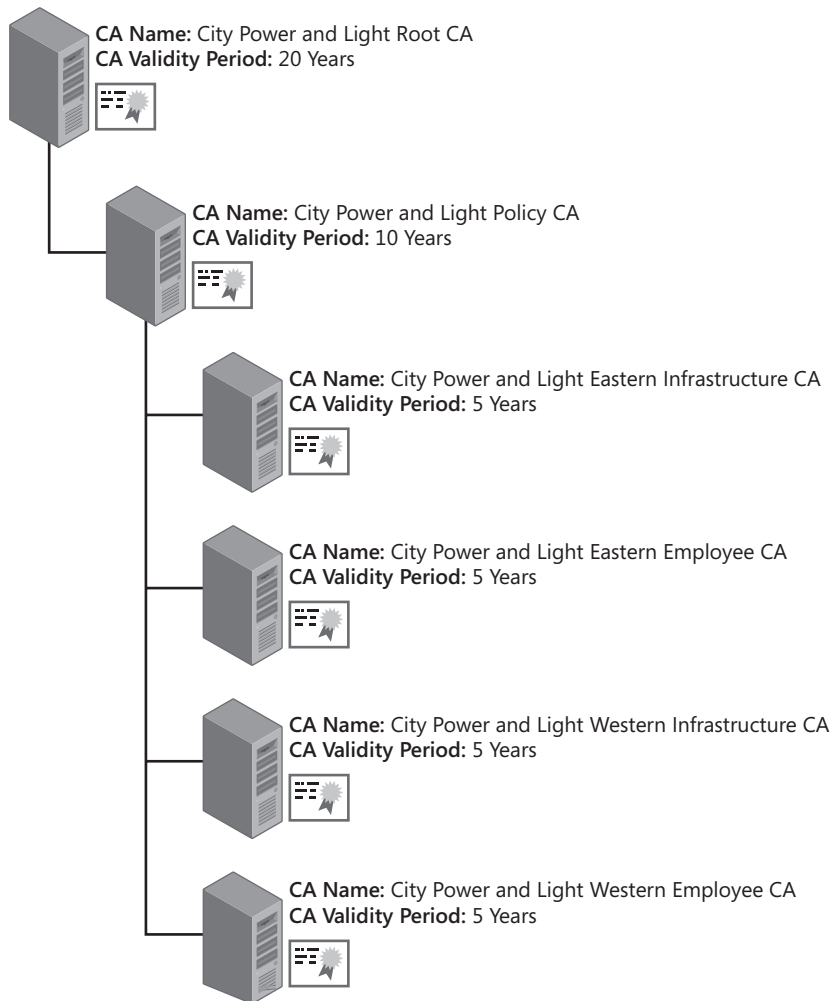 CA Name: City Power and Light Root CA
CA Validity Period: 20 Years
CA Name: City Power and Light Policy CA
CA Validity Period: 10 Years
CA Name: City Power and Light Eastern Infrastructure CA
CA Validity Period: 5 Years
CA Name: City Power and Light Eastern Employee CA
CA Validity Period: 5 Years
CA Name: City Power and Light Western Infrastructure CA
CA Validity Period: 5 Years
CA Name: City Power and Light Western Employee CA
CA Validity Period: 5 Years